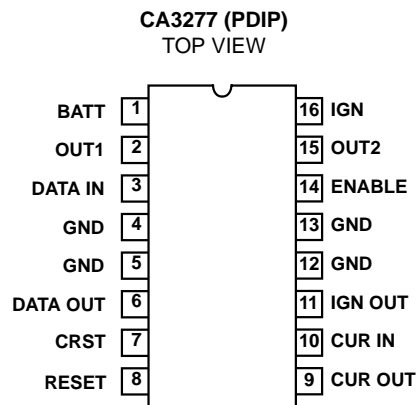 CA3277 (PDIP)
TOP VIEW
BATT 1 16 IGN
OUT1 2 15 OUT2
DATA IN 3 14 ENABLE
GND 4 13 GND
GND 5 12 GND
DATA OUT 6 11 IGN OUT
CRST 7 10 CUR IN
RESET 8 9 CUR OUT